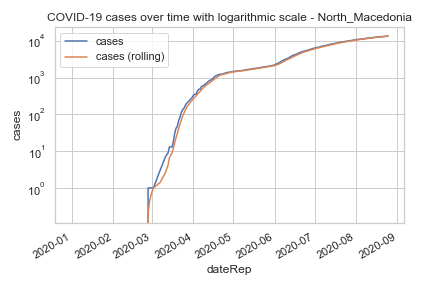 COVID-19 cases over time with logarithmic scale - North_Macedonia
cases
cases (rolling)
10^4
10^3
10^2
10^1
10^0
cases
2020-01
2020-02
2020-03
2020-04
2020-05
2020-06
2020-07
2020-08
2020-09
dateRep